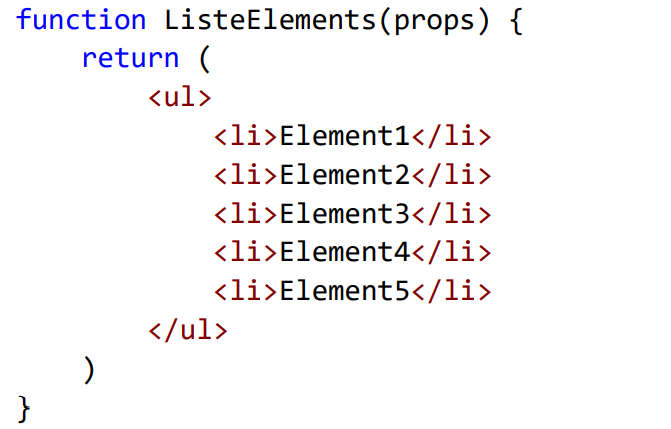 function ListeElements(props) {
    return (
        <ul>
            <li>Element1</li>
            <li>Element2</li>
            <li>Element3</li>
            <li>Element4</li>
            <li>Element5</li>
        </ul>
    )
}